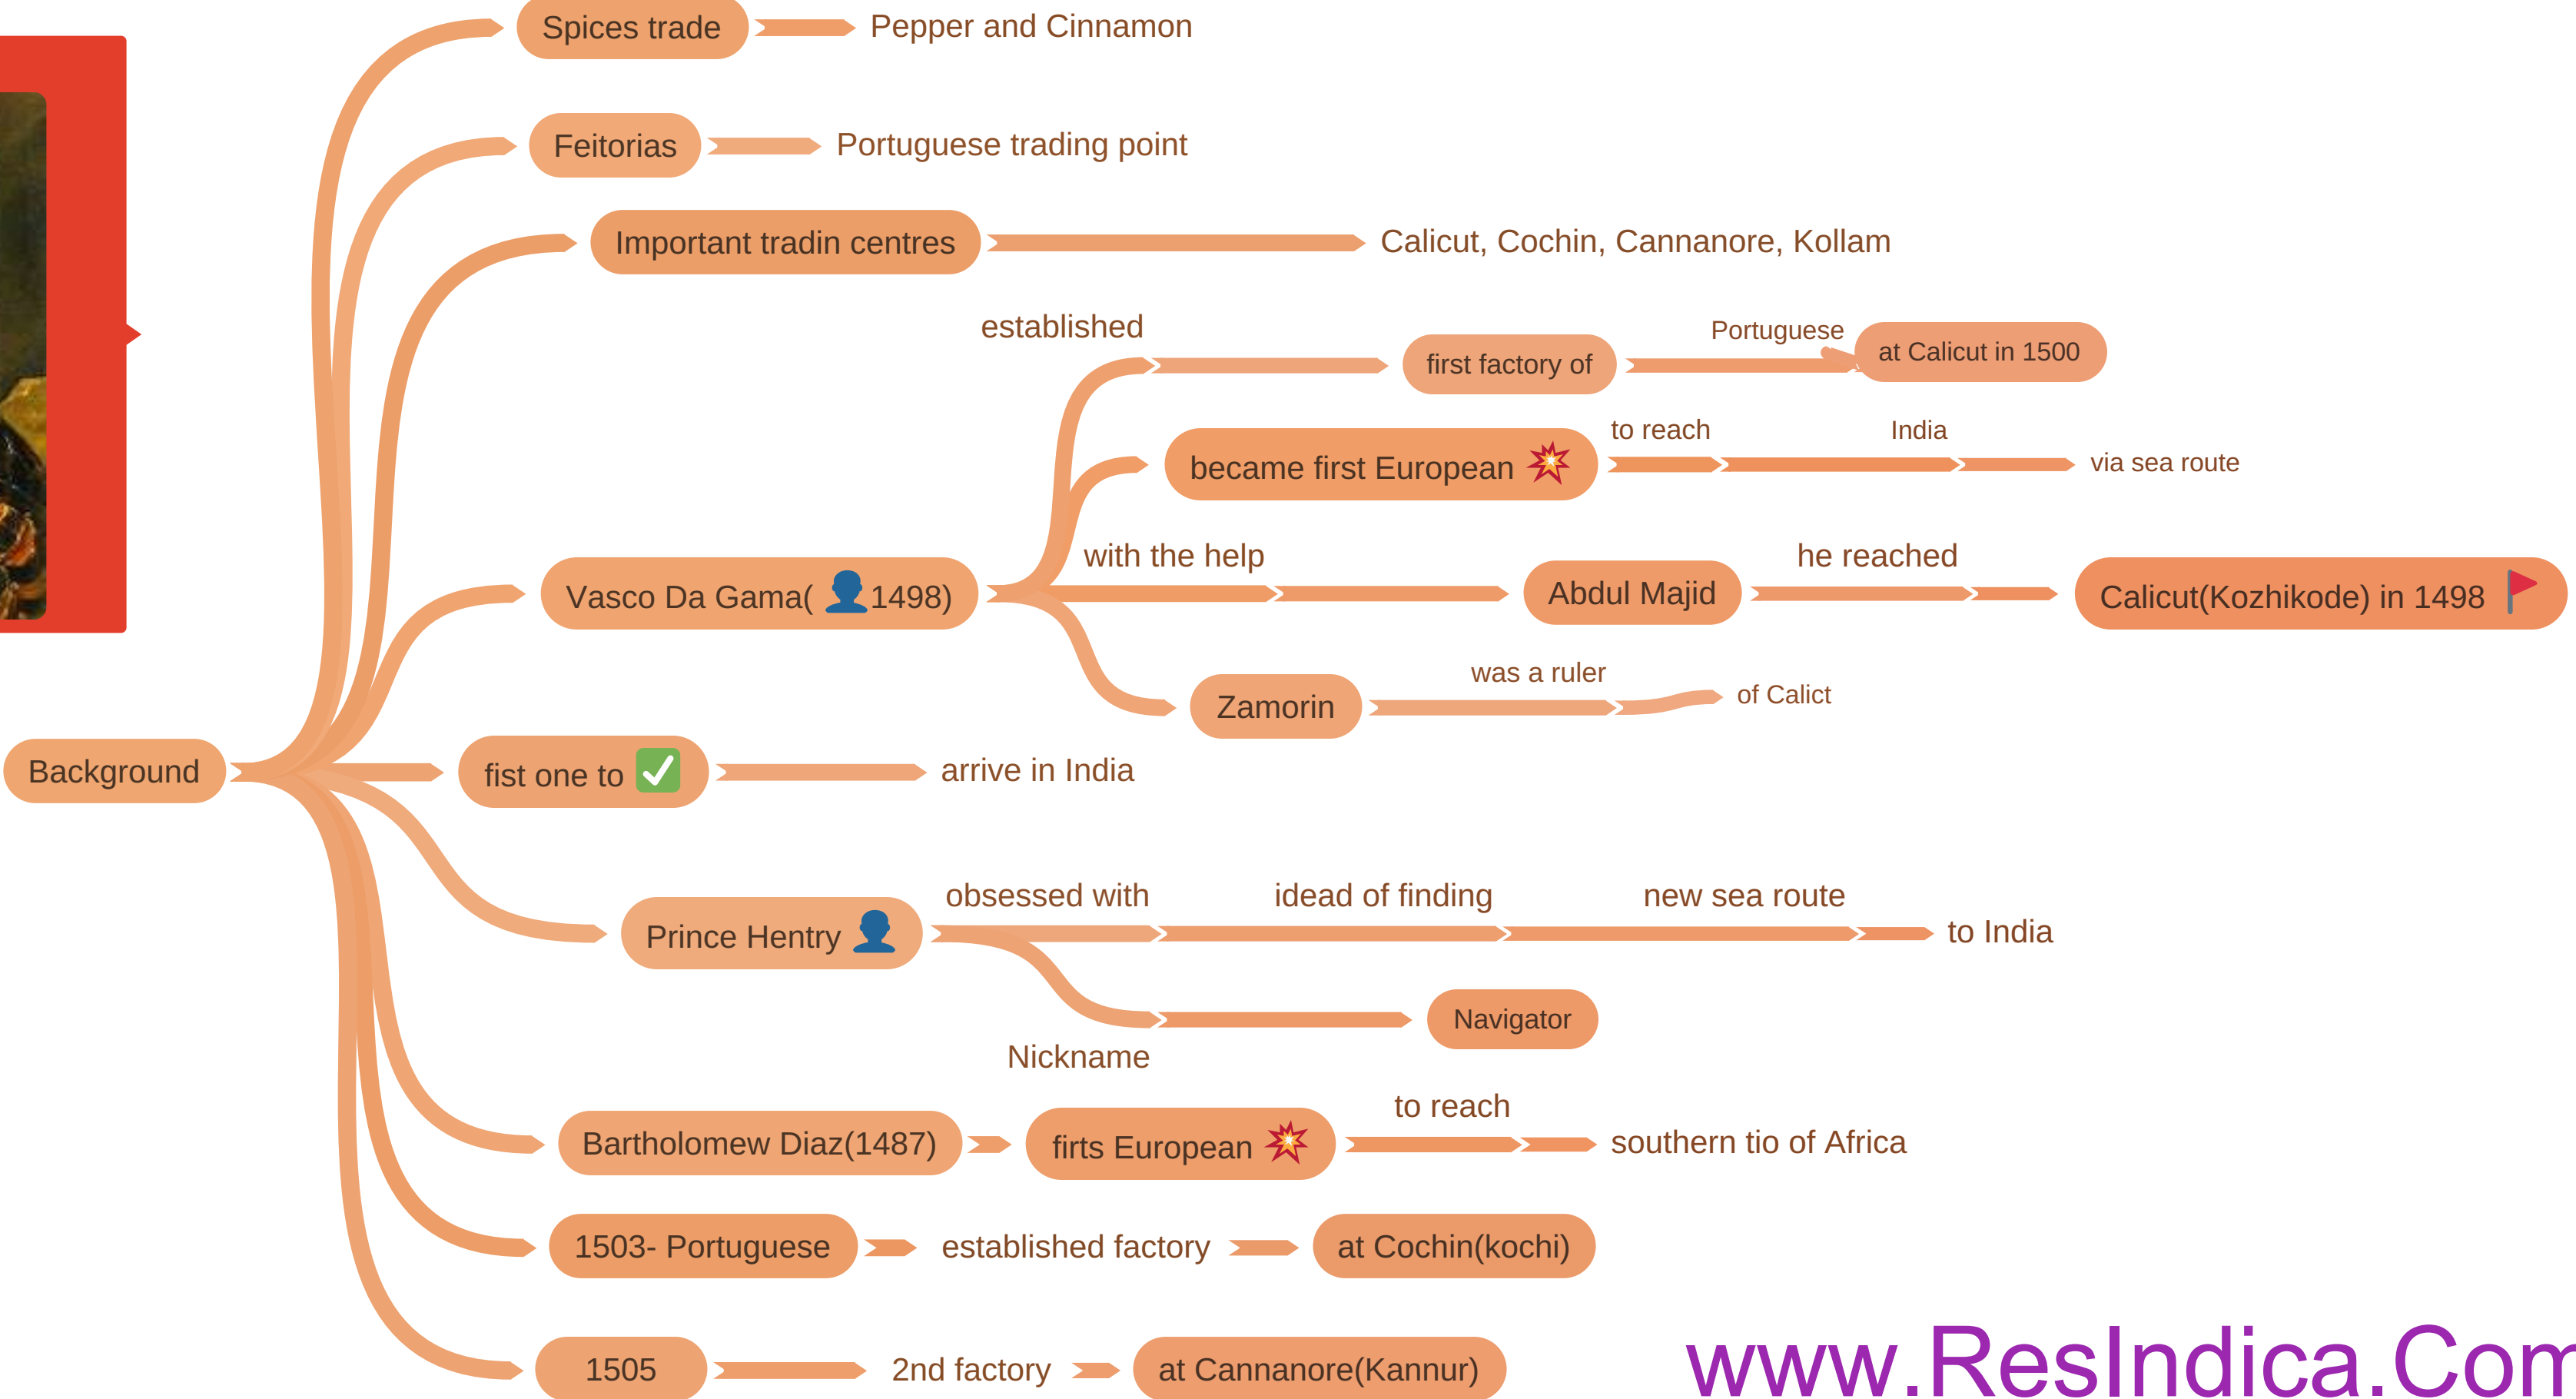 Spices trade
Pepper and Cinnamon
Feitorias
Portuguese trading point
Important tradin centres
Calicut, Cochin, Cannanore, Kollam
established
first factory of
Portuguese
at Calicut in 1500
became first European
to reach
India
via sea route
Vasco Da Gama( 1498)
with the help
Abdul Majid
he reached
Calicut(Kozhikode) in 1498
Zamorin
was a ruler
of Calict
Background
fist one to
arrive in India
Prince Hentry
obsessed with
idead of finding
new sea route
to India
Nickname
Navigator
Bartholomew Diaz(1487)
firts European
to reach
southern tio of Africa
1503- Portuguese
established factory
at Cochin(kochi)
1505
2nd factory
at Cannanore(Kannur)
www.ResIndica.Com